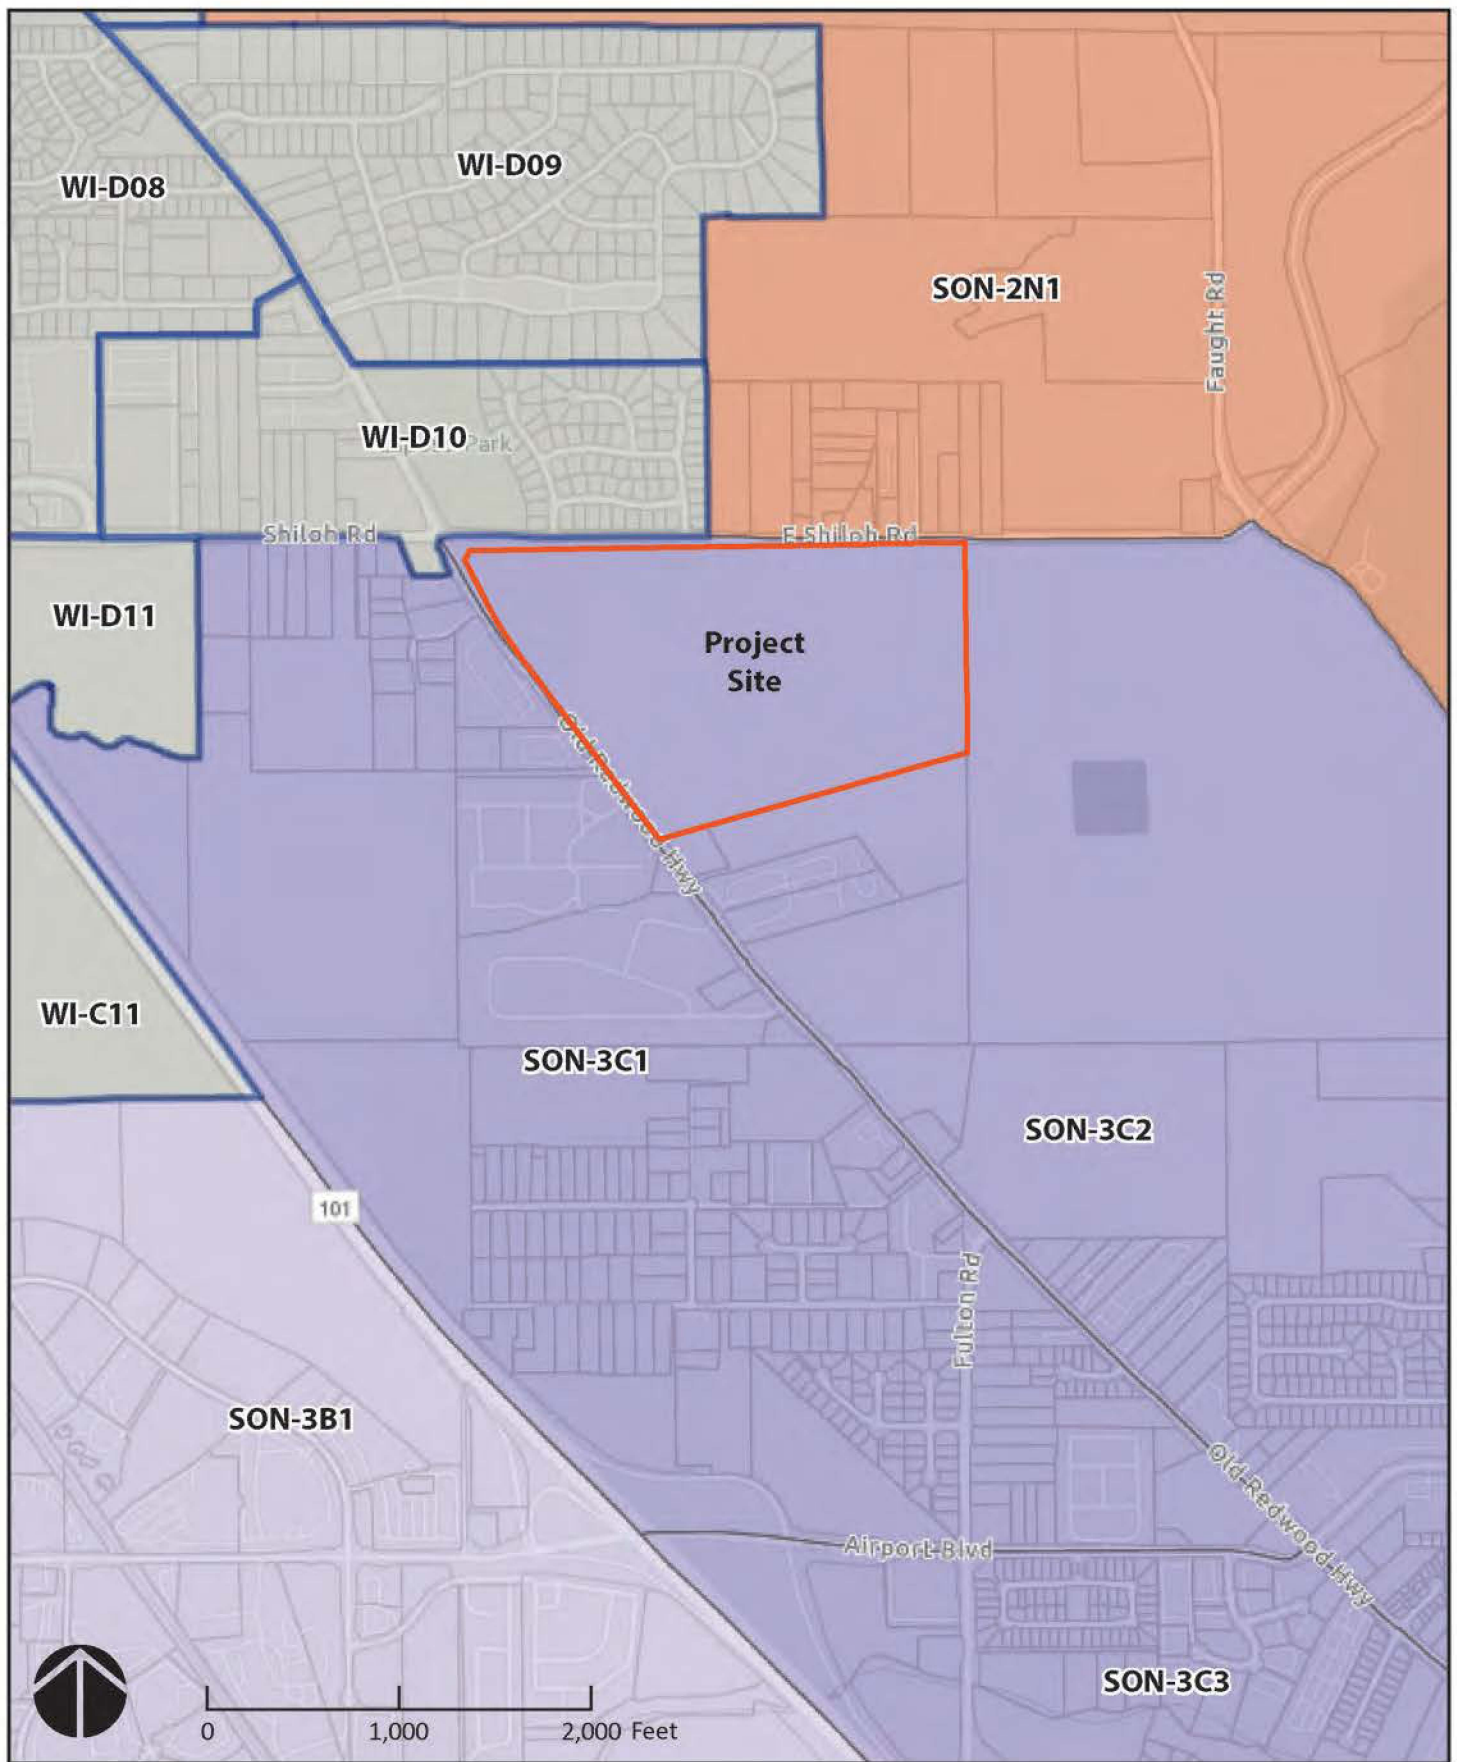 WI-D09
WI-D08
SON-2N1
Faught Rd
WI-D10
Park
Shiloh Rd
E Shiloh Rd
WI-D11
Project
Site
Old Redwood Hwy
WI-C11
SON-3C1
SON-3C2
101
Fulton Rd
SON-3B1
Old Redwood Hwy
Airport Blvd
SON-3C3
0
1,000
2,000 Feet